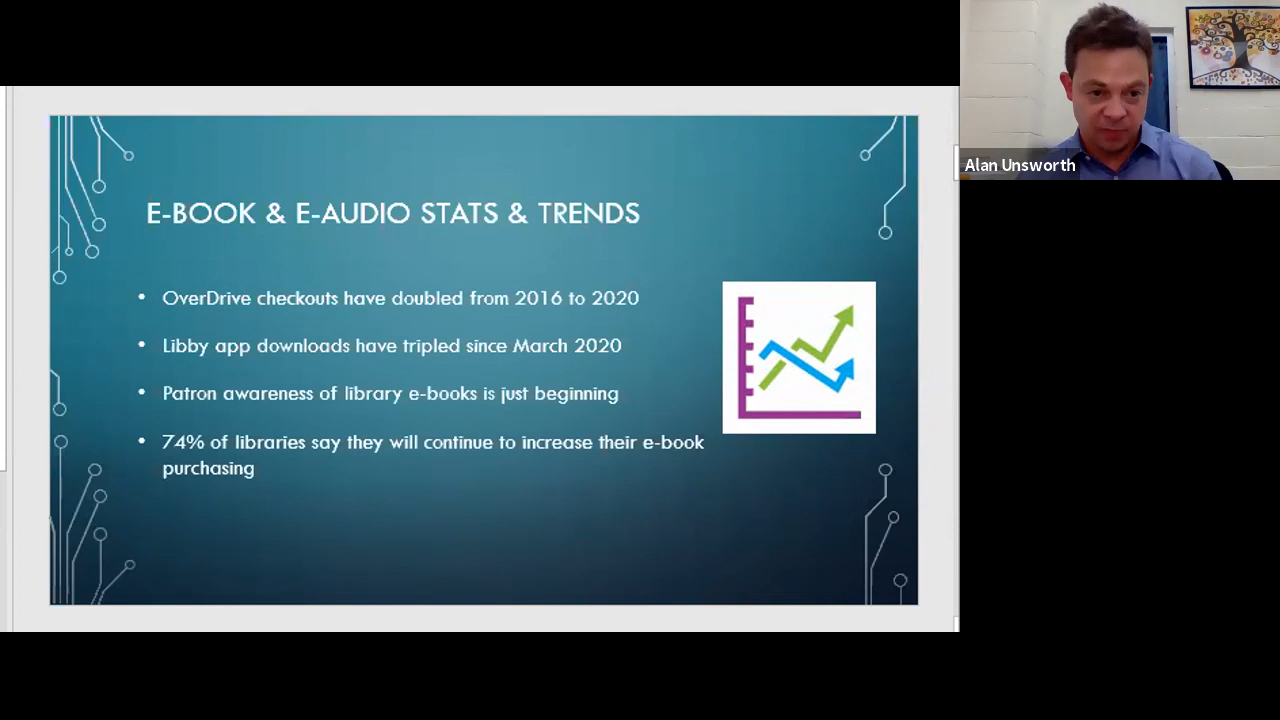 E-BOOK & E-AUDIO STATS & TRENDS
• OverDrive checkouts have doubled from 2016 to 2020
• Libby app downloads have tripled since March 2020
• Patron awareness of library e-books is just beginning
• 74% of libraries say they will continue to increase their e-book
purchasing
Alan Unsworth